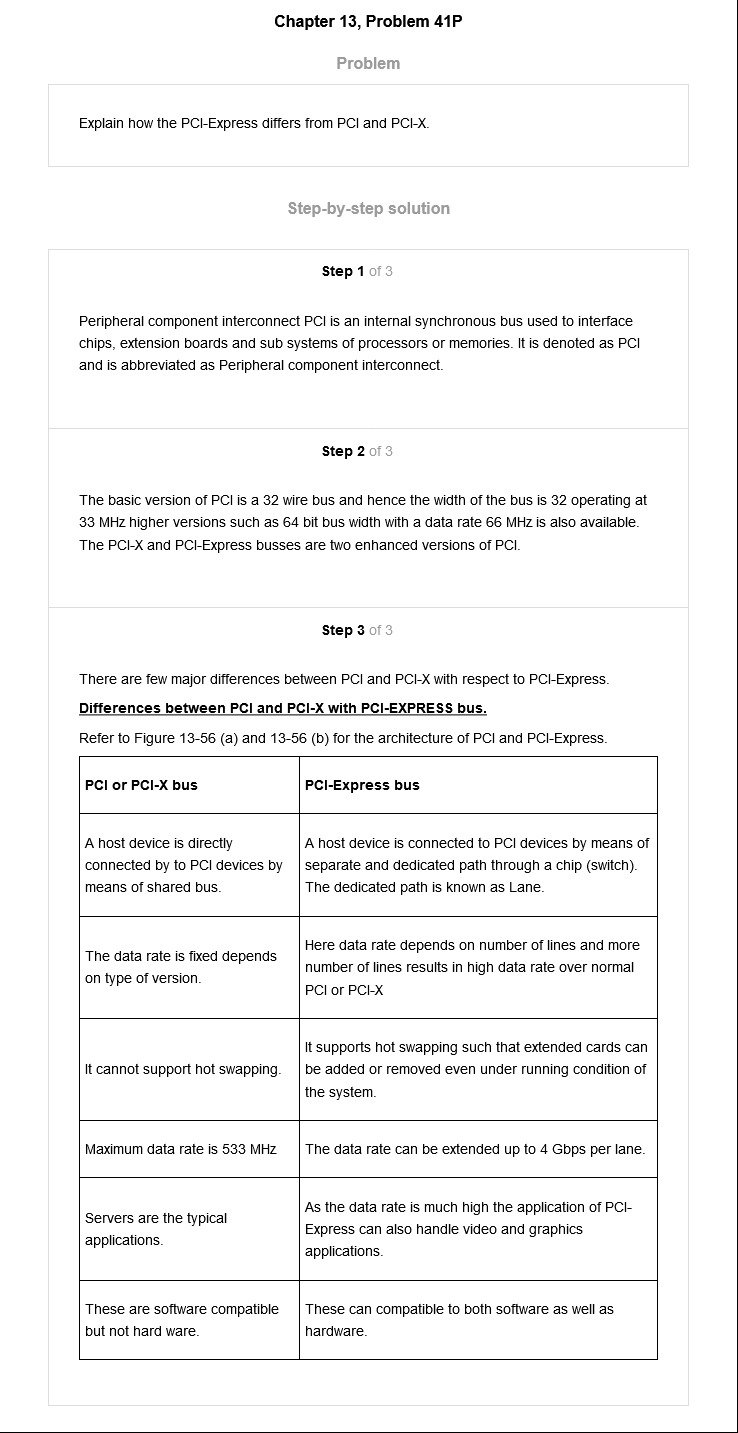 Chapter 13, Problem 41P
Problem
Explain how the PCI-Express differs from PCI and PCI-X.
Step-by-step solution
Step 1 of 3
Peripheral component interconnect PCI is an internal synchronous bus used to interface
chips, extension boards and sub systems of processors or memories. It is denoted as PCI
and is abbreviated as Peripheral component interconnect.
Step 2 of 3
The basic version of PCI is a 32 wire bus and hence the width of the bus is 32 operating at
33 MHz higher versions such as 64 bit bus width with a data rate 66 MHz is also available.
The PCI-X and PCI-Express busses are two enhanced versions of PCI.
Step 3 of 3
There are few major differences between PCI and PCI-X with respect to PCI-Express.
Differences between PCI and PCI-X with PCI-EXPRESS bus.
Refer to Figure 13-56 (a) and 13-56 (b) for the architecture of PCI and PCI-Express.
PCI or PCI-X bus
PCI-Express bus
A host device is directly
connected by to PCI devices by
means of shared bus.
A host device is connected to PCI devices by means of
separate and dedicated path through a chip (switch).
The dedicated path is known as Lane.
The data rate is fixed depends
on type of version.
Here data rate depends on number of lines and more
number of lines results in high data rate over normal
PCI or PCI-X
It cannot support hot swapping.
It supports hot swapping such that extended cards can
be added or removed even under running condition of
the system.
Maximum data rate is 533 MHz
The data rate can be extended up to 4 Gbps per lane.
Servers are the typical
applications.
As the data rate is much high the application of PCI-
Express can also handle video and graphics
applications.
These are software compatible
but not hard ware.
These can compatible to both software as well as
hardware.